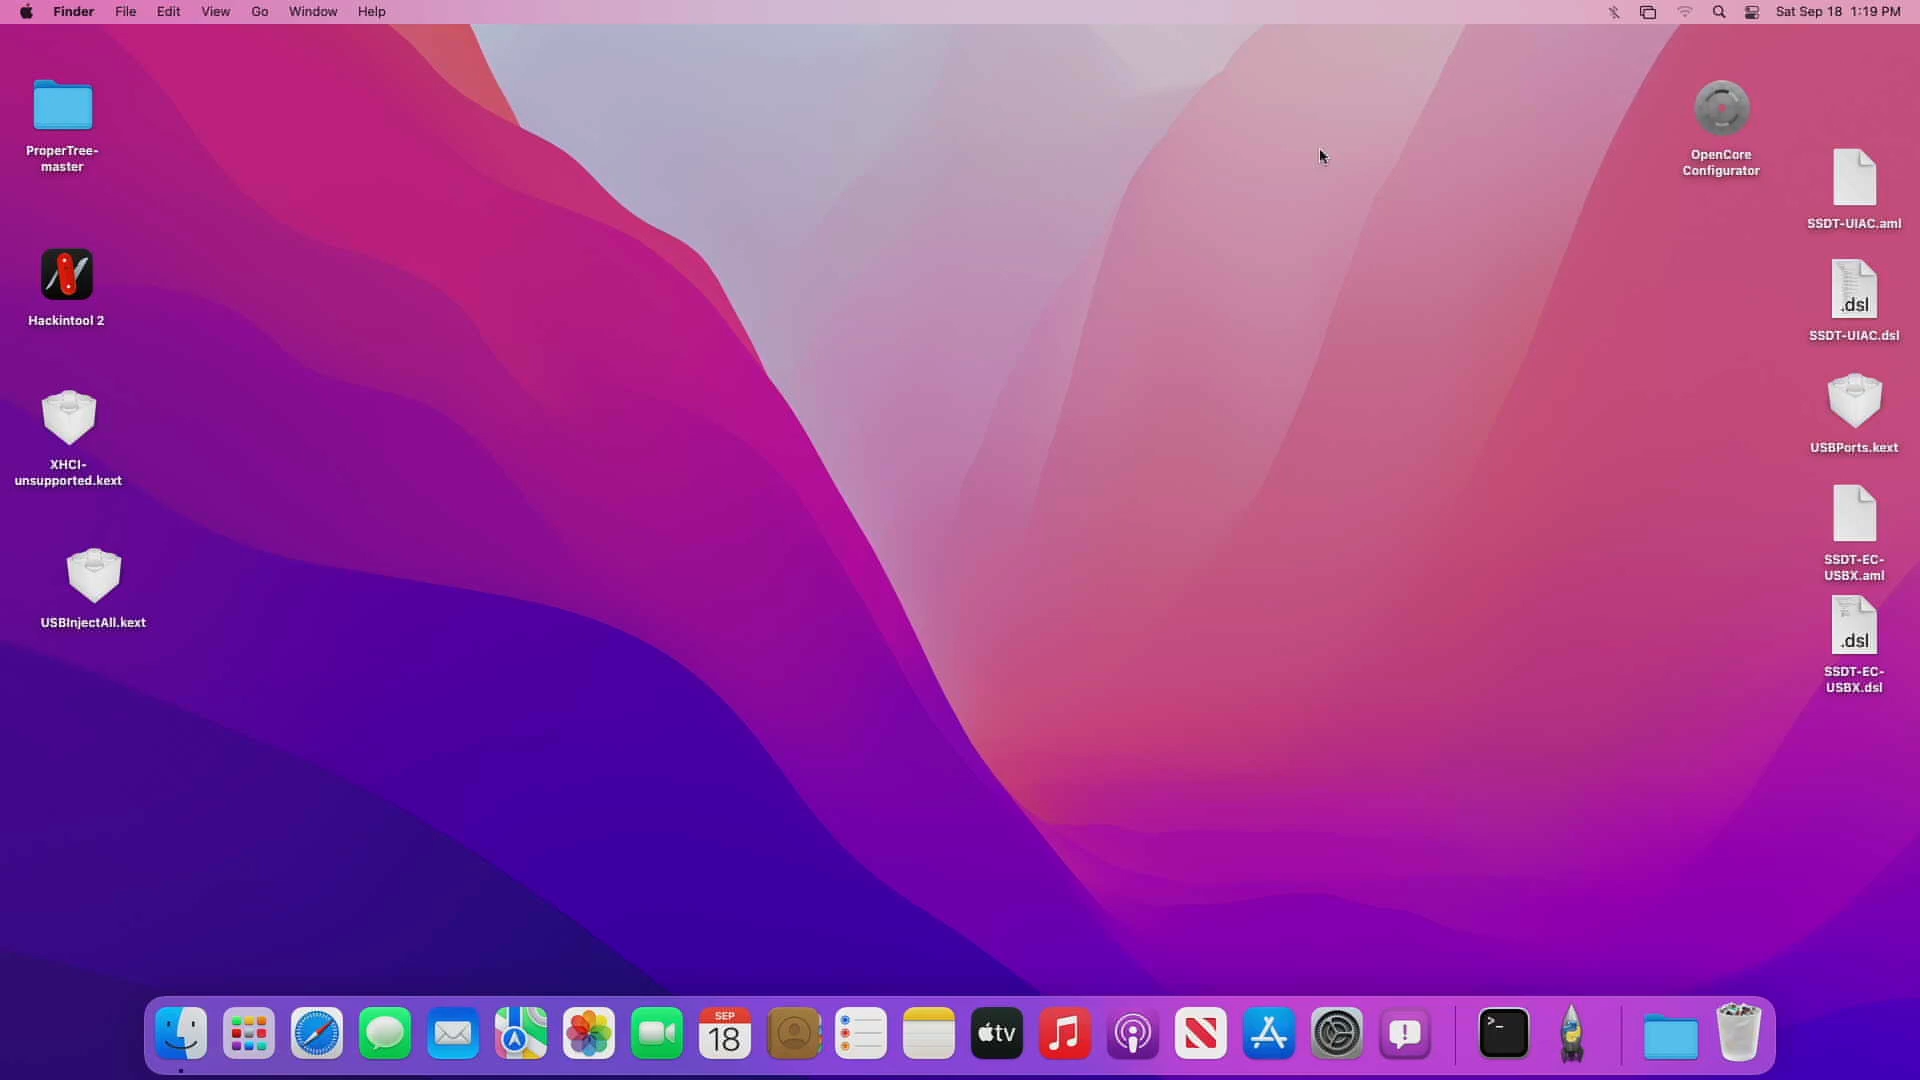 Finder File Edit View Go Window Help
Sat Sep 18 1:19 PM
ProperTree-
master
Hackintool 2
XHCI-
unsupported.kext
USBInjectAll.kext
OpenCore
Configurator
SSDT-UIAC.aml
.dsl
SSDT-UIAC.dsl
USBPorts.kext
SSDT-EC-
USBX.aml
.dsl
SSDT-EC-
USBX.dsl
SEP
18
tv
>_